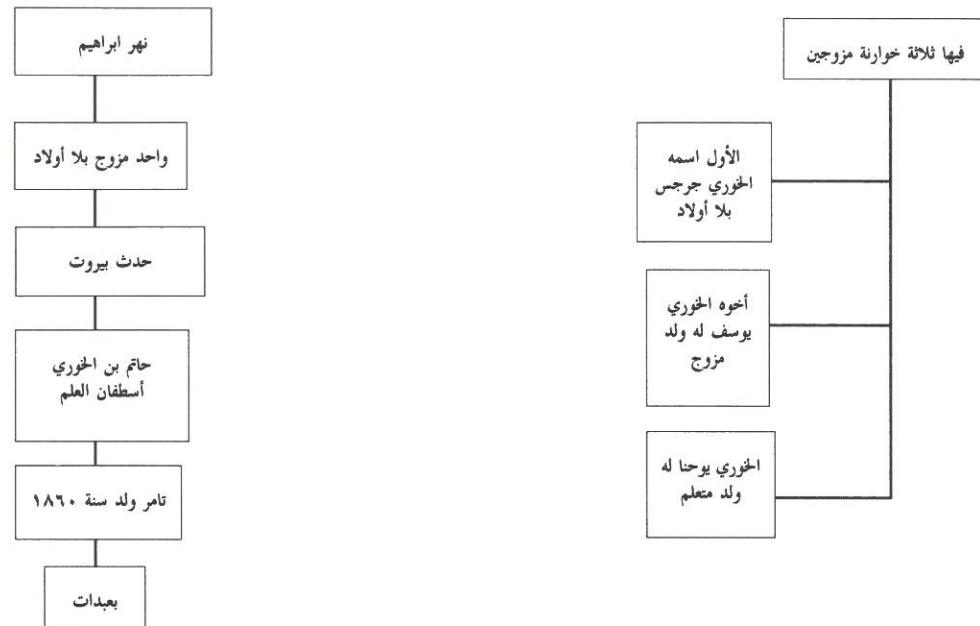 فيها ثلاثة خوارنة مزوجين
الأول اسمه
الخوري جرجس
بلا أولاد
أخوه الخوري
يوسف له ولد
مزوج
الخوري يوحنا له
ولد متعلم
نهر ابراهيم
واحد مزوج بلا أولاد
حدث بيروت
حاتم بن الخوري
أسطفان العلم
تامر ولد سنة ١٨٦٠
بعبدات